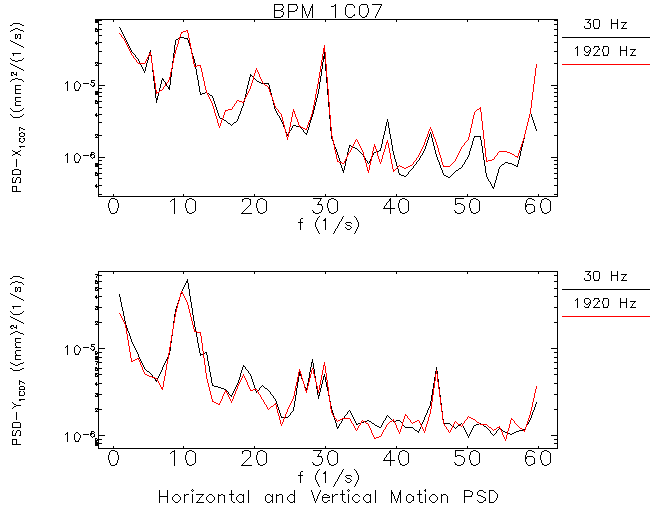 BPM 1C07
30 Hz
1920 Hz
PSD-X1C07 ((mm)²/(1/s))
10-5
10-6
0 10 20 30 40 50 60
f (1/s)
30 Hz
1920 Hz
PSD-Y1C07 ((mm)²/(1/s))
10-5
10-6
0 10 20 30 40 50 60
f (1/s)
Horizontal and Vertical Motion PSD